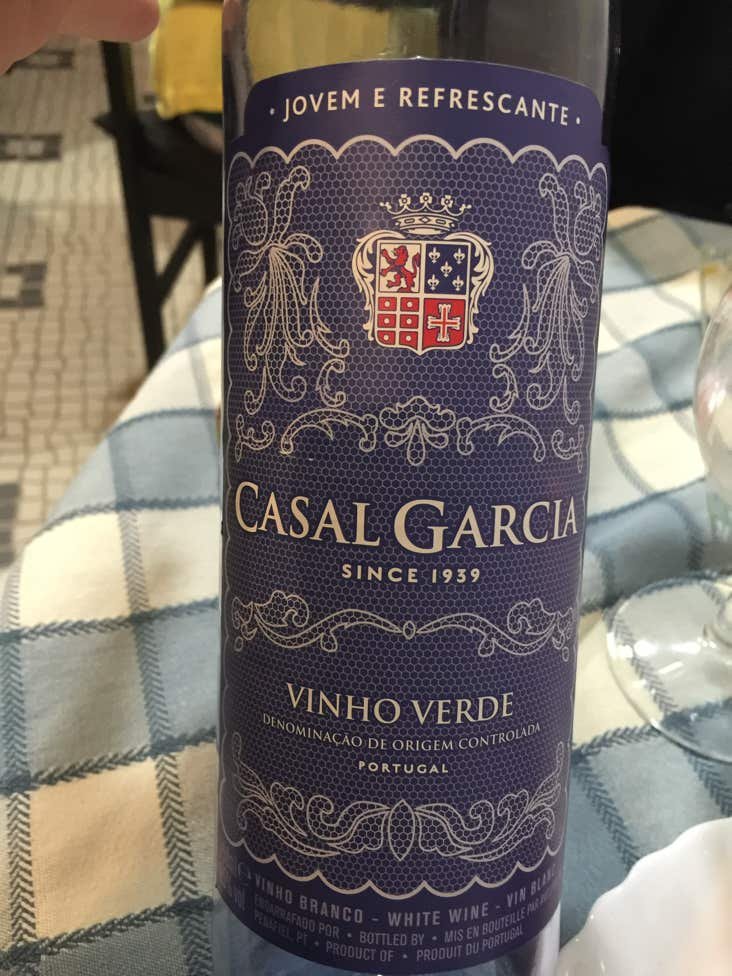 • JOVEM E REFRESCANTE •
CASAL GARCIA
SINCE 1939
VINHO VERDE
DENOMINAÇÃO DE ORIGEM CONTROLADA
PORTUGAL
VINHO BRANCO - WHITE WINE - VIN BLANC
EMBARRAFADO POR • BOTTLED BY • MIS EN BOUTEILLE PAR
PENAFIEL, PT • PRODUCT OF • PRODUIT DU PORTUGAL